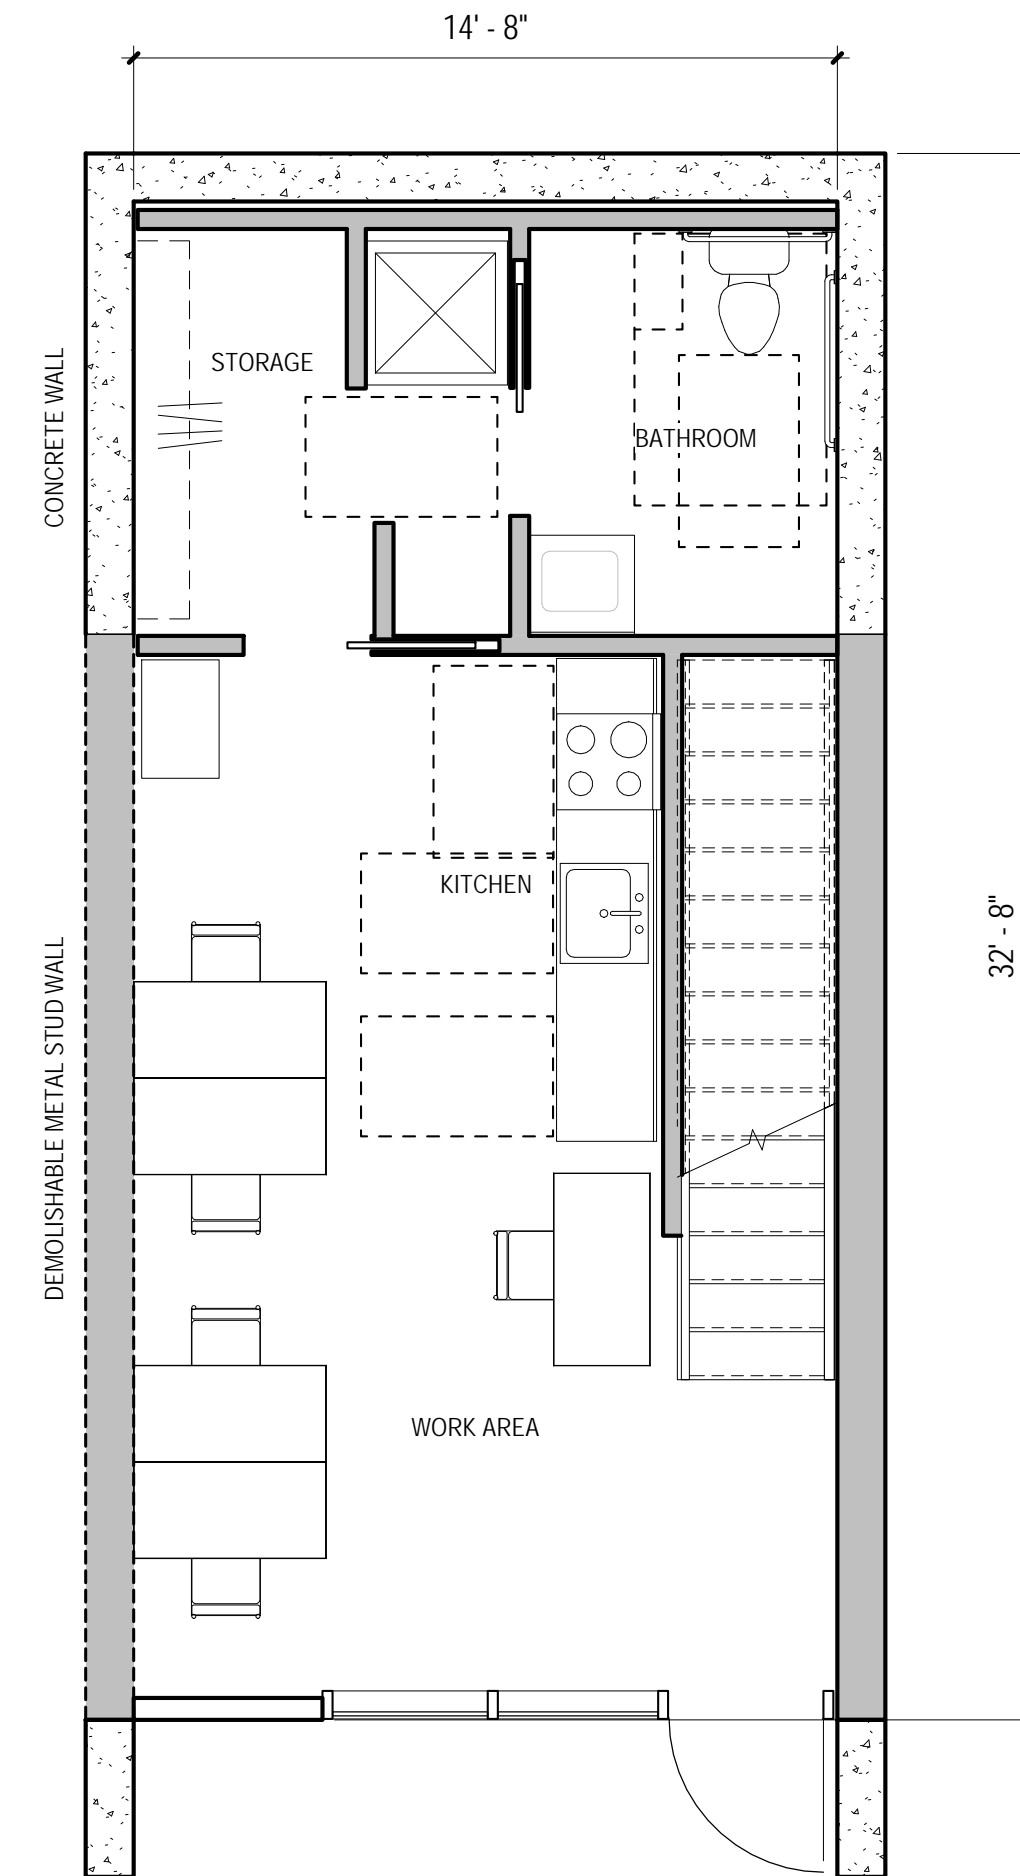 14' - 8"
STORAGE
CONCRETE WALL
BATHROOM
KITCHEN
32' - 8"
DEMOLISHABLE METAL STUD WALL
WORK AREA